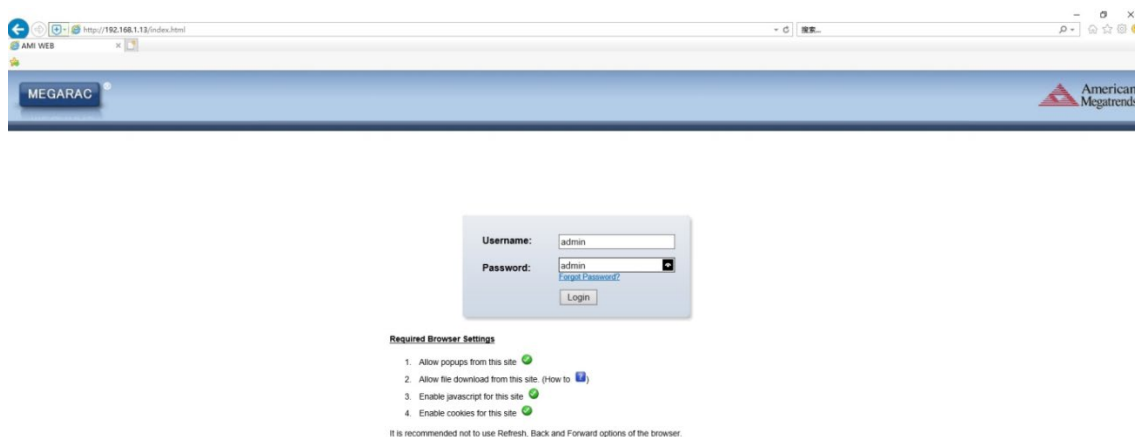 http://192.168.1.13/index.html
搜索...
AMI WEB
MEGARAC
American
Megatrends
Username:
admin
Password:
admin
Forgot Password?
Login
Required Browser Settings
1. Allow popups from this site
2. Allow file download from this site. (How to ?)
3. Enable javascript for this site
4. Enable cookies for this site
It is recommended not to use Refresh, Back and Forward options of the browser.